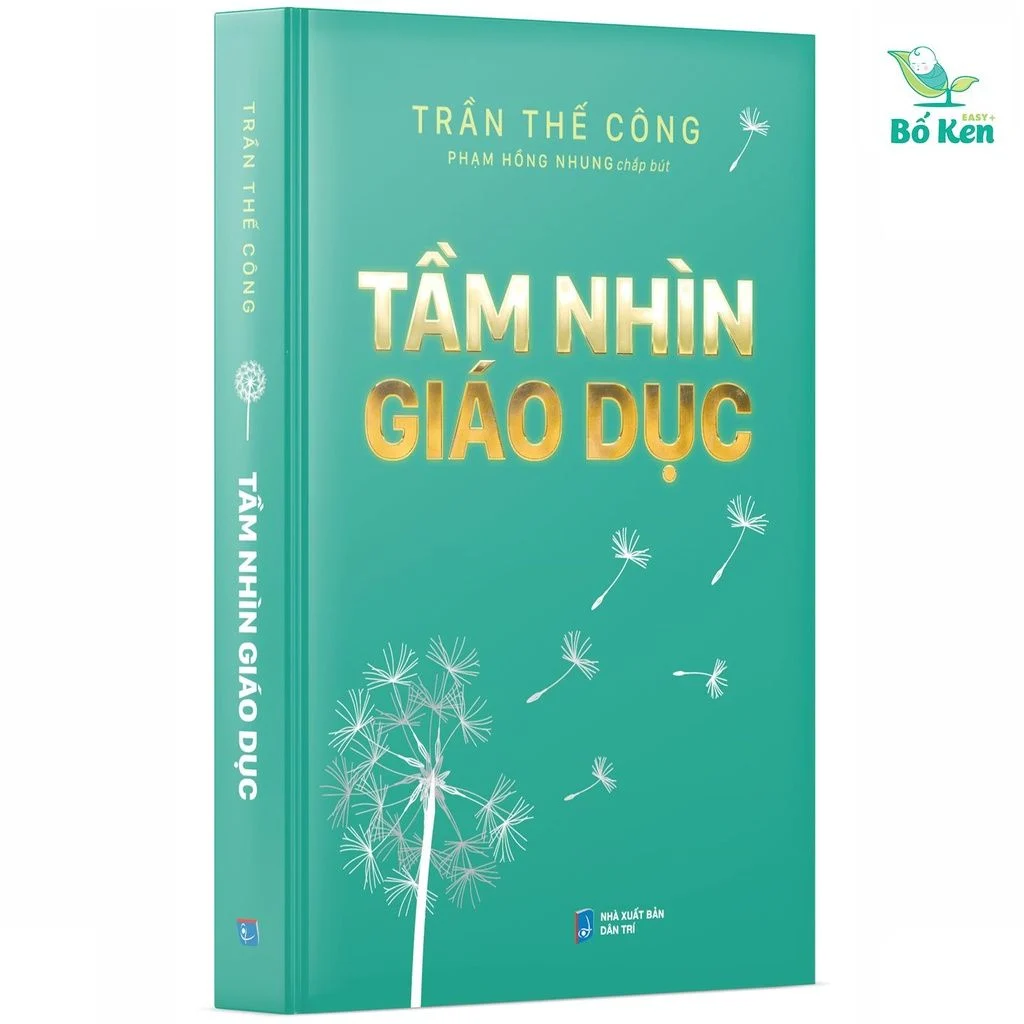 TRẦN THẾ CÔNG
PHẠM HỒNG NHUNG chấp bút
TẦM NHÌN
GIÁO DỤC
NHÀ XUẤT BẢN
DÂN TRÍ
TRẦN THẾ CÔNG
TẦM NHÌN GIÁO DỤC
EASY+
Bố Ken